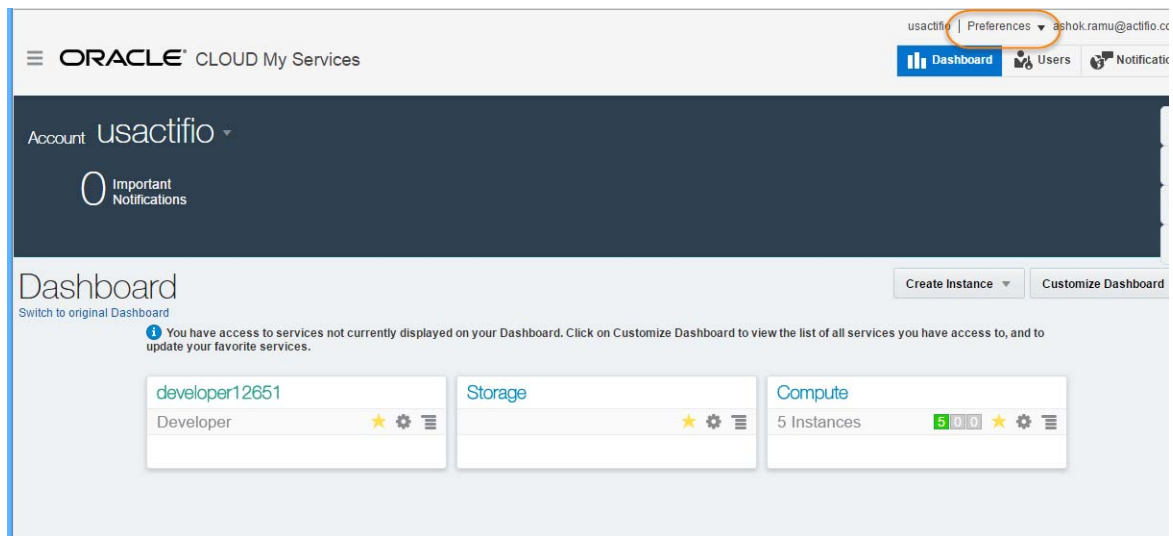 usactifio | Preferences ashok.ramu@actifio.co
ORACLE CLOUD My Services
Dashboard Users Notificatio
Account usactifio
0 Important Notifications
Dashboard
Create Instance Customize Dashboard
Switch to original Dashboard
You have access to services not currently displayed on your Dashboard. Click on Customize Dashboard to view the list of all services you have access to, and to
update your favorite services.
developer12651 Storage Compute
Developer 5 Instances 5 0 0